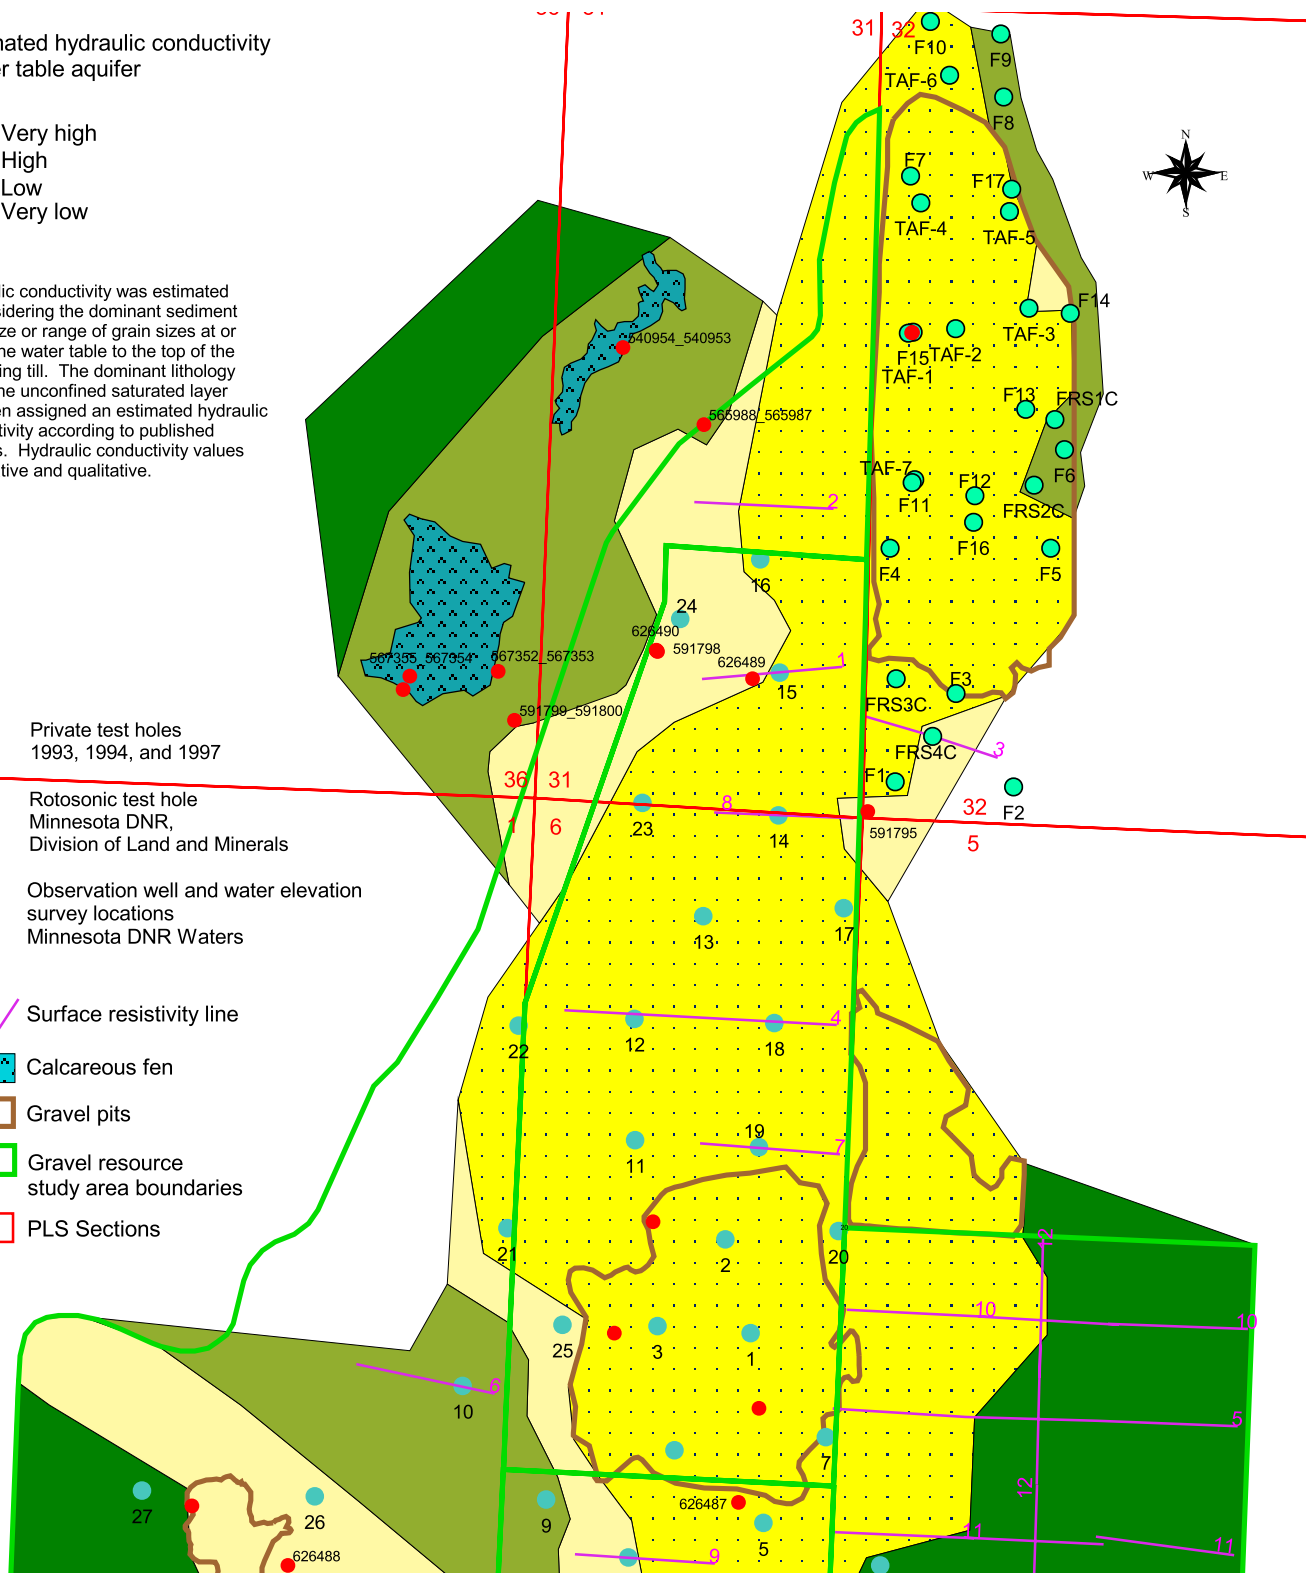 31
32
F10
F9
TAF-6
F8
F7
F17
TAF-4
TAF-5
N
W
E
S
mated hydraulic conductivity
er table aquifer
Very high
High
Low
Very low
lic conductivity was estimated
sidering the dominant sediment
ze or range of grain sizes at or
he water table to the top of the
ing till.  The dominant lithology
he unconfined saturated layer
en assigned an estimated hydraulic
tivity according to published
s.  Hydraulic conductivity values
tive and qualitative.
F14
TAF-3
F15
TAF-2
TAF-1
540954_540953
565988_565987
F13
FRS1C
F6
TAF-7
F11
F12
FRS2C
F16
F4
F5
2
16
24
626490
591798
626489
1
15
567355_567354
567352_567353
591799_591800
FRS3C
F3
FRS4C
3
F1
F2
32
5
591795
36
31
1
6
23
8
14
13
17
Private test holes
1993, 1994, and 1997
Rotosonic test hole
Minnesota DNR,
Division of Land and Minerals
Observation well and water elevation
survey locations
Minnesota DNR Waters
Surface resistivity line
Calcareous fen
Gravel pits
Gravel resource
study area boundaries
PLS Sections
22
12
18
4
11
19
7
21
2
20
20
12
10
10
25
3
1
6
10
5
7
27
26
9
626487
5
12
11
11
626488
9